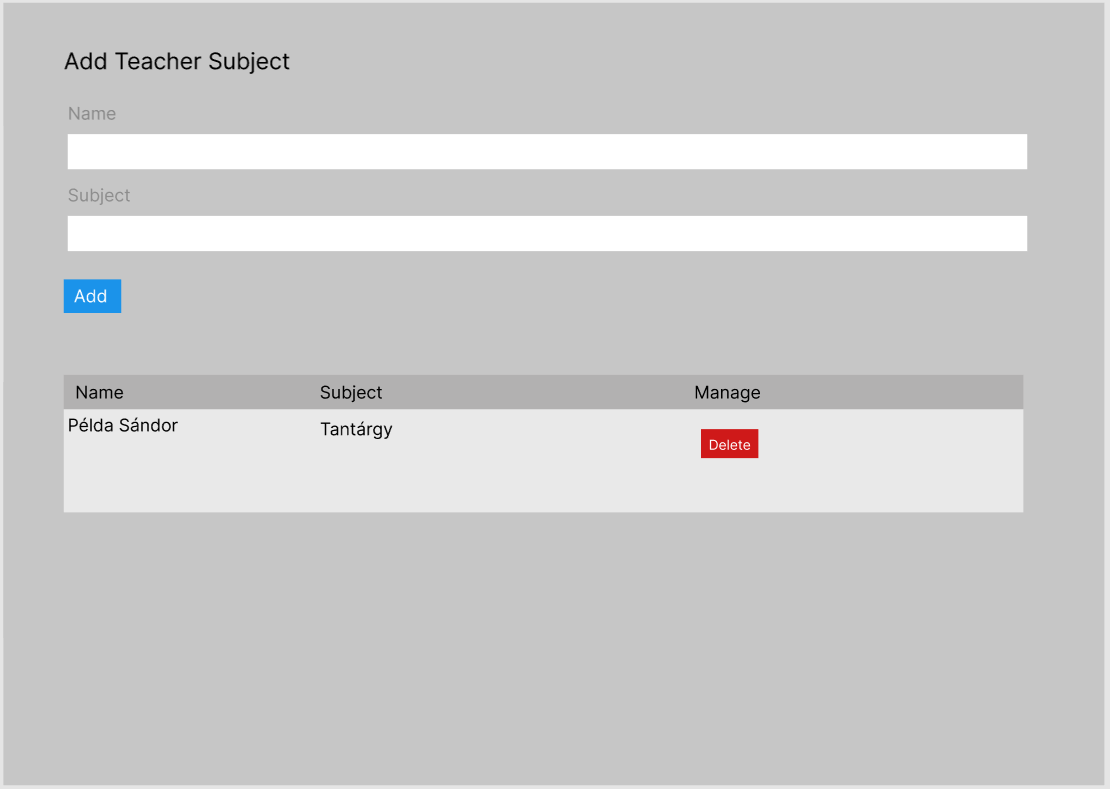 Add Teacher Subject
Name
Subject
Add
Name Subject Manage
Példa Sándor Tantárgy Delete